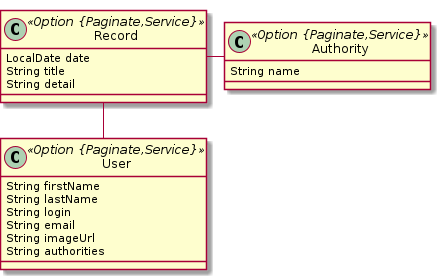 C «Option {Paginate,Service}»
Record
LocalDate date
String title
String detail
C «Option {Paginate,Service}»
Authority
String name
C «Option {Paginate,Service}»
User
String firstName
String lastName
String login
String email
String imageUrl
String authorities